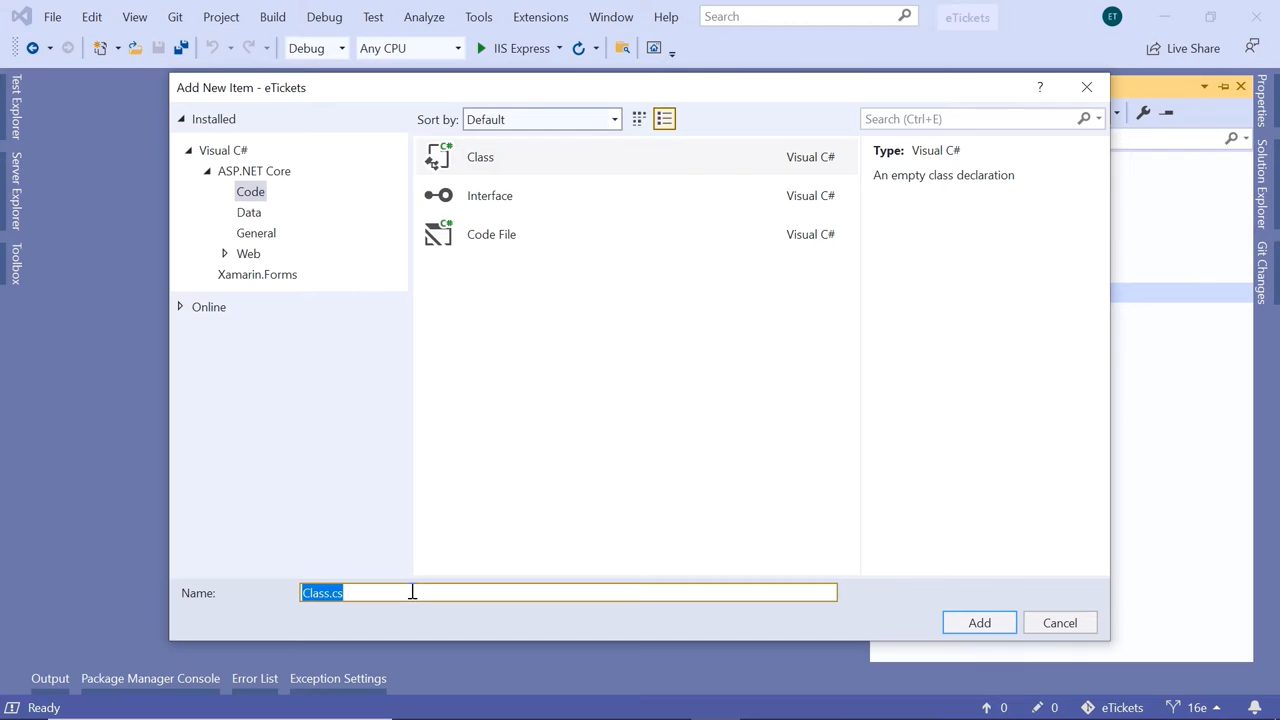 File Edit View Git Project Build Debug Test Analyze Tools Extensions Window Help Search eTickets ET
Debug Any CPU IIS Express Live Share
Test Explorer
Server Explorer
Toolbox
Add New Item - eTickets ?
Installed
Sort by: Default
Search (Ctrl+E)
Visual C#
ASP.NET Core
Code
Data
General
Web
Xamarin.Forms
Online
C# Class Visual C#
Interface Visual C#
C# Code File Visual C#
Type: Visual C#
An empty class declaration
Name: Class.cs
Add Cancel
Properties
Solution Explorer
Git Changes
Output Package Manager Console Error List Exception Settings
Ready 0 0 eTickets 16e